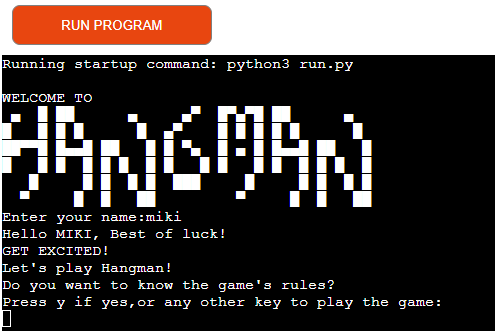 RUN PROGRAM
Running startup command: python3 run.py
WELCOME TO
HANGMAN
Enter your name:miki
Hello MIKI, Best of luck!
GET EXCITED!
Let's play Hangman!
Do you want to know the game's rules?
Press y if yes,or any other key to play the game: